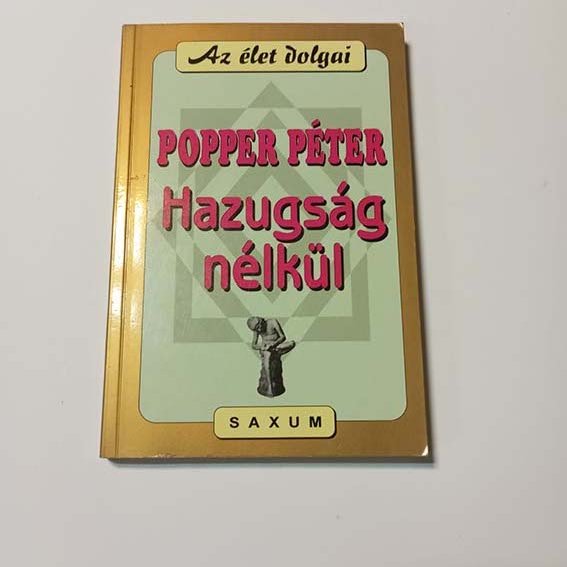 Az élet dolgai
POPPER PÉTER
Hazugság
nélkül
SAXUM